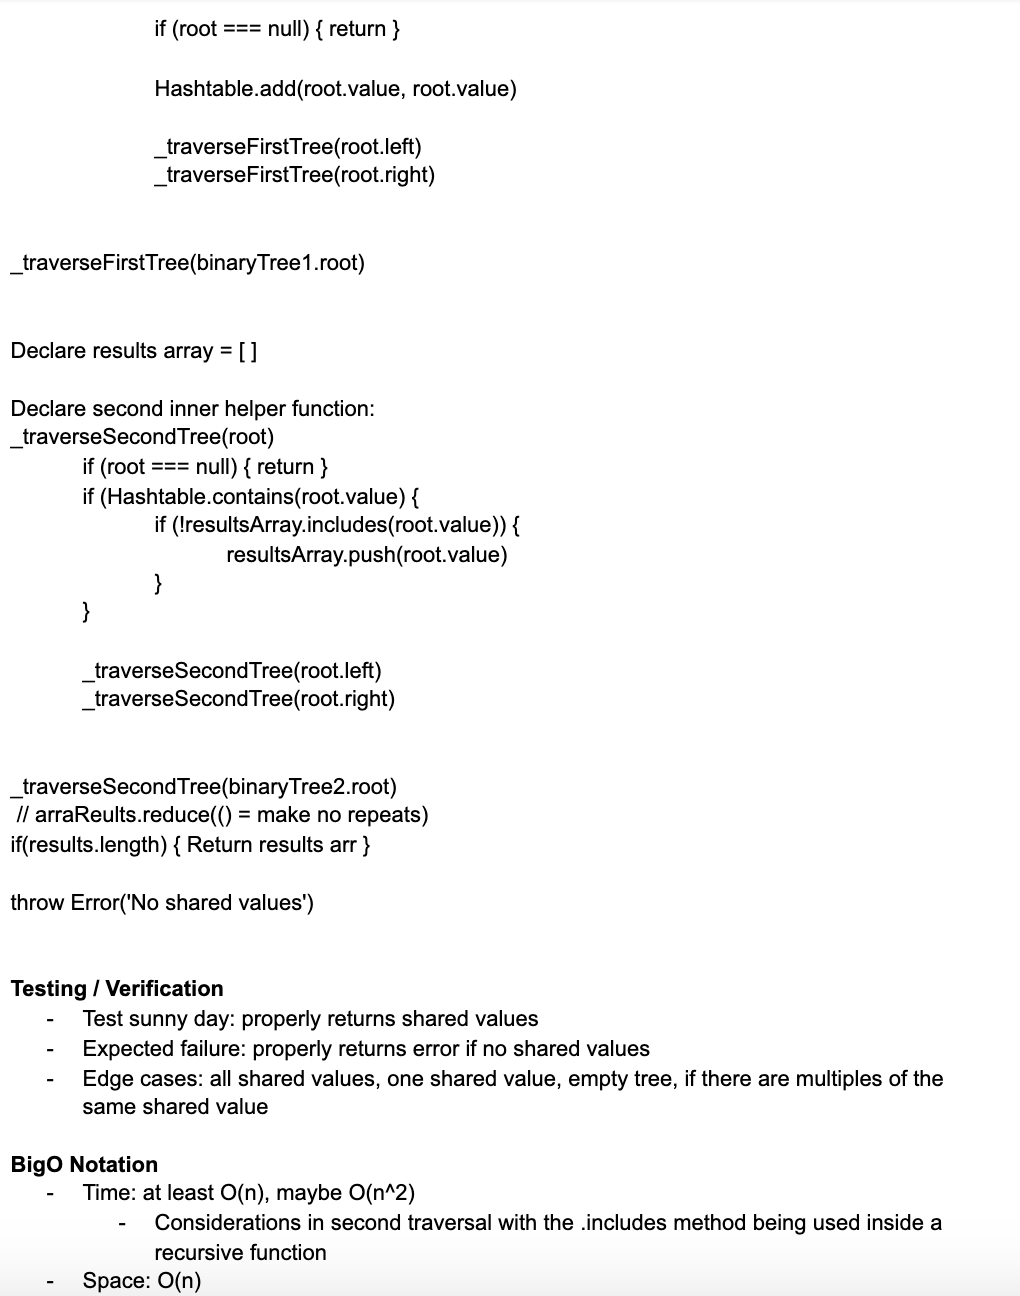 if (root === null) { return }
Hashtable.add(root.value, root.value)
_traverseFirstTree(root.left)
_traverseFirstTree(root.right)
_traverseFirstTree(binaryTree1.root)
Declare results array = [ ]
Declare second inner helper function:
_traverseSecondTree(root)
if (root === null) { return }
if (Hashtable.contains(root.value) {
if (!resultsArray.includes(root.value)) {
resultsArray.push(root.value)
}
}
_traverseSecondTree(root.left)
_traverseSecondTree(root.right)
_traverseSecondTree(binaryTree2.root)
// arraReults.reduce(() = make no repeats)
if(results.length) { Return results arr }
throw Error('No shared values')
Testing / Verification
- Test sunny day: properly returns shared values
- Expected failure: properly returns error if no shared values
- Edge cases: all shared values, one shared value, empty tree, if there are multiples of the
same shared value
BigO Notation
- Time: at least O(n), maybe O(n^2)
- Considerations in second traversal with the .includes method being used inside a
recursive function
- Space: O(n)